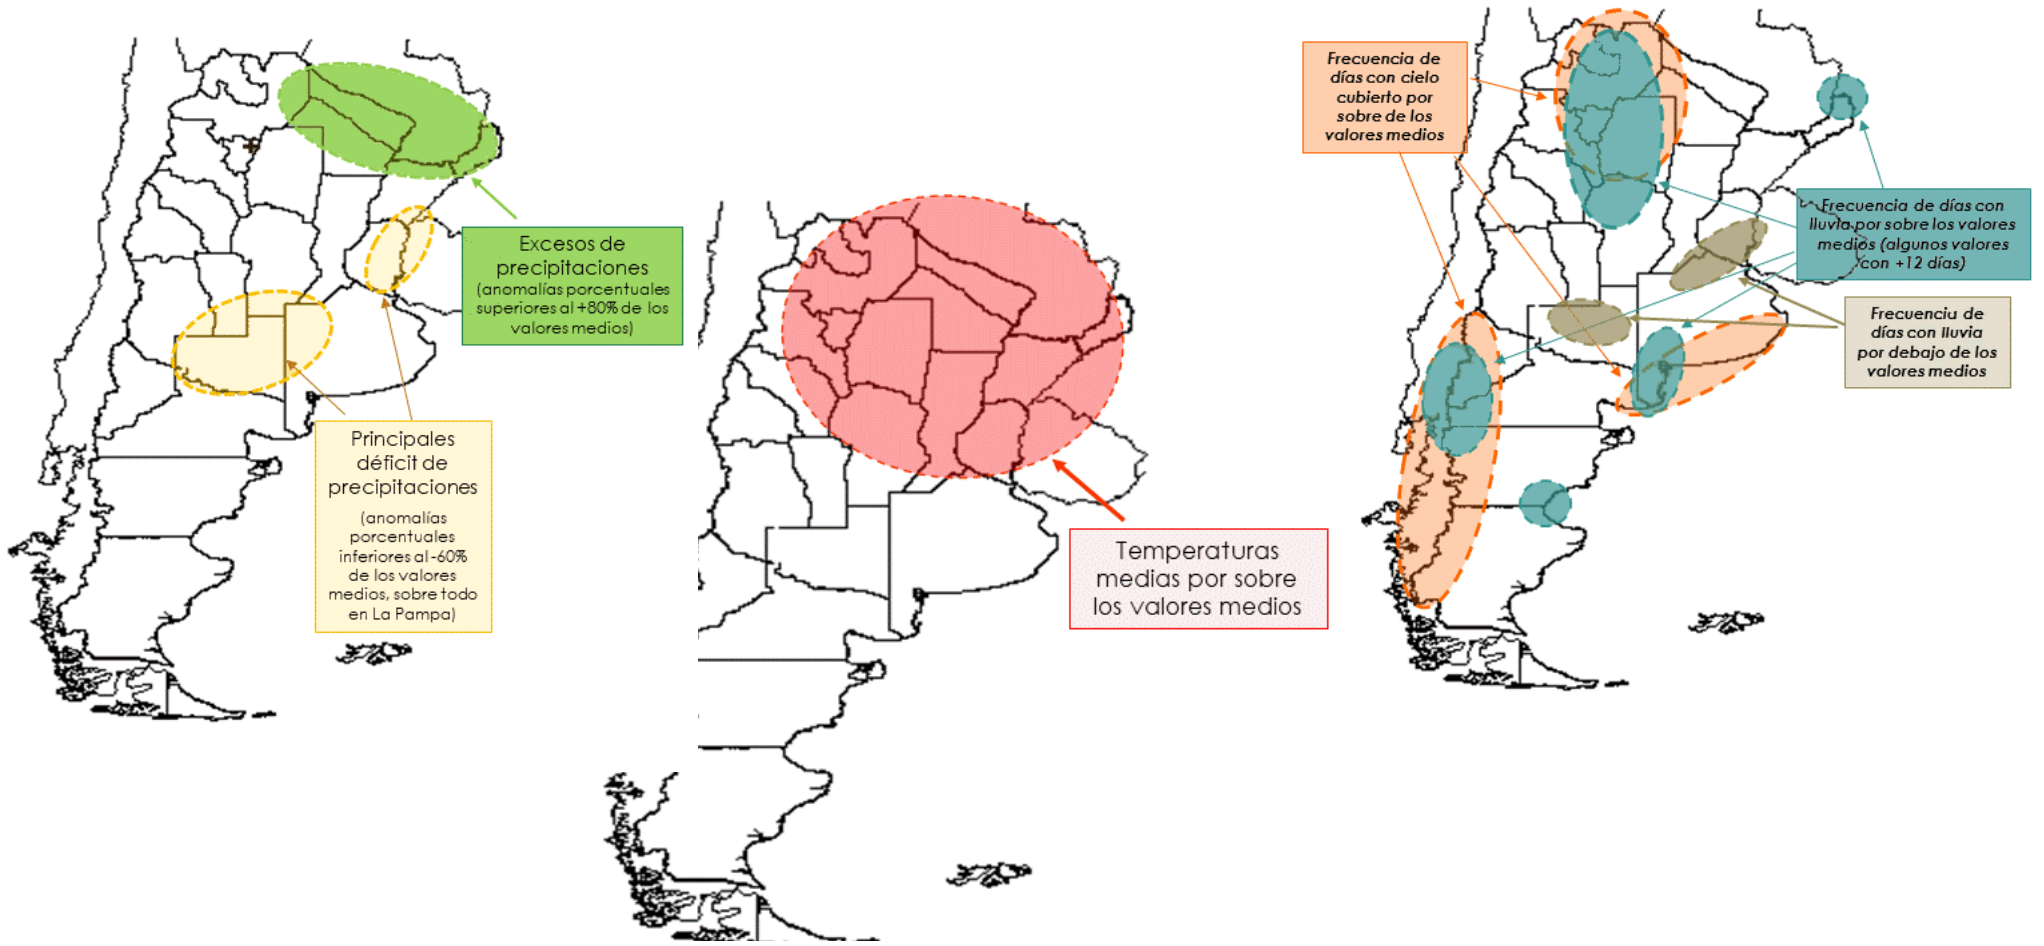 Excesos de
precipitaciones
(anomalías porcentuales
superiores al +80% de los
valores medios)
Principales
déficit de
precipitaciones
(anomalías
porcentuales
inferiores al -60%
de los valores
medios, sobre todo
en La Pampa)
Temperaturas
medias por sobre
los valores medios
Frecuencia de
días con cielo
cubierto por
sobre de los
valores medios
Frecuencia de días con
lluvia por sobre los valores
medios (algunos valores
con +12 días)
Frecuenciu de
días con lluvia
por debajo de los
valores medios